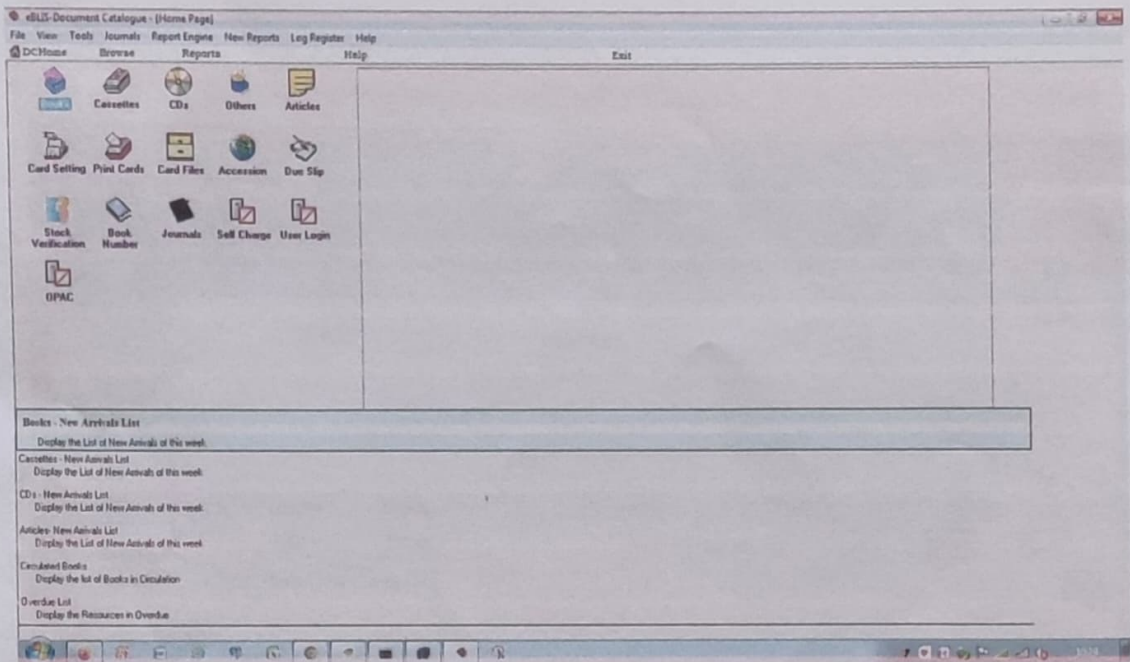 eBLIS-Document Catalogue - [Home Page]
File View Tools Journals Report Engine New Reports Log Register Help
DCHome Browse Reports Help Exit
Books Cassettes CDs Others Articles
Card Setting Print Cards Card Files Accession Due Slip
Stock Verification Book Number Journals Self Charge User Login
OPAC
Books - New Arrivals List
Display the List of New Arrivals of this week
Cassettes - New Arrivals List
Display the List of New Arrivals of this week
CDs - New Arrivals List
Display the List of New Arrivals of this week
Articles- New Arrivals List
Display the List of New Arrivals of this week
Circulated Books
Display the list of Books in Circulation
Overdue List
Display the Resources in Overdue